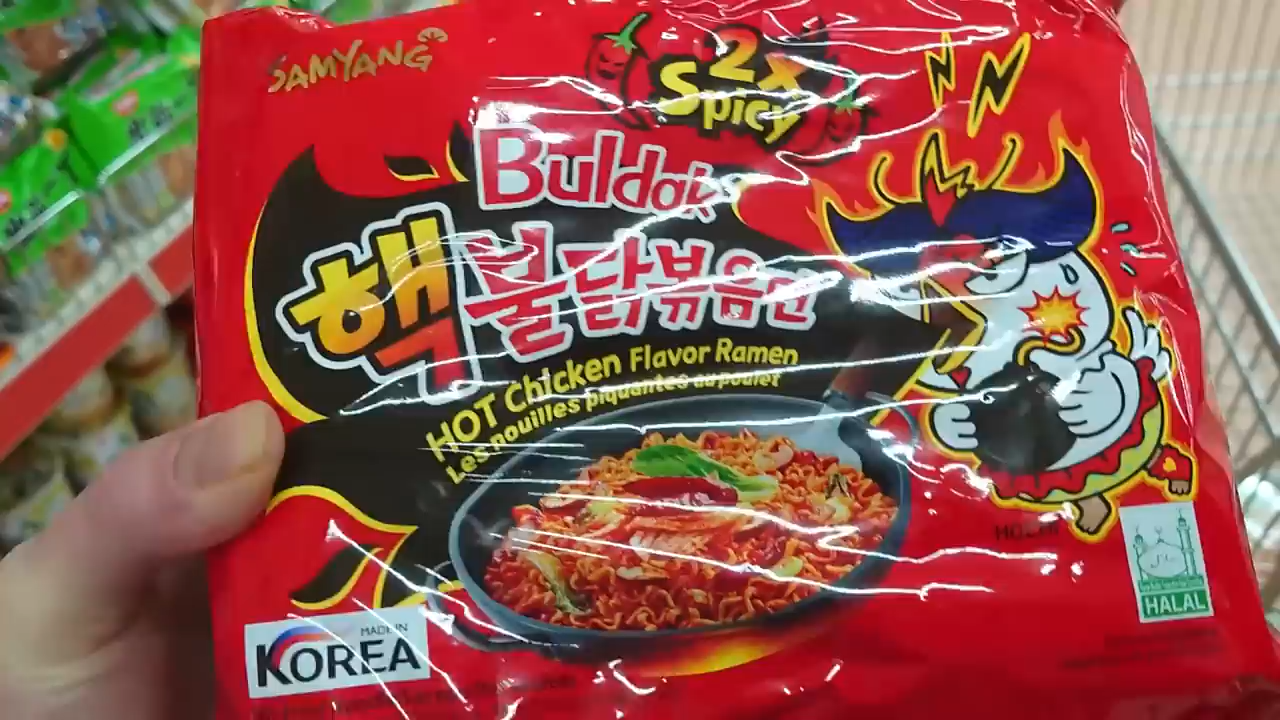 SAMYANG
2x
Spicy
Buldak
핵불닭볶음면
HOT Chicken Flavor Ramen
Les nouilles piquantes au poulet
MADE IN
KOREA
HALAL